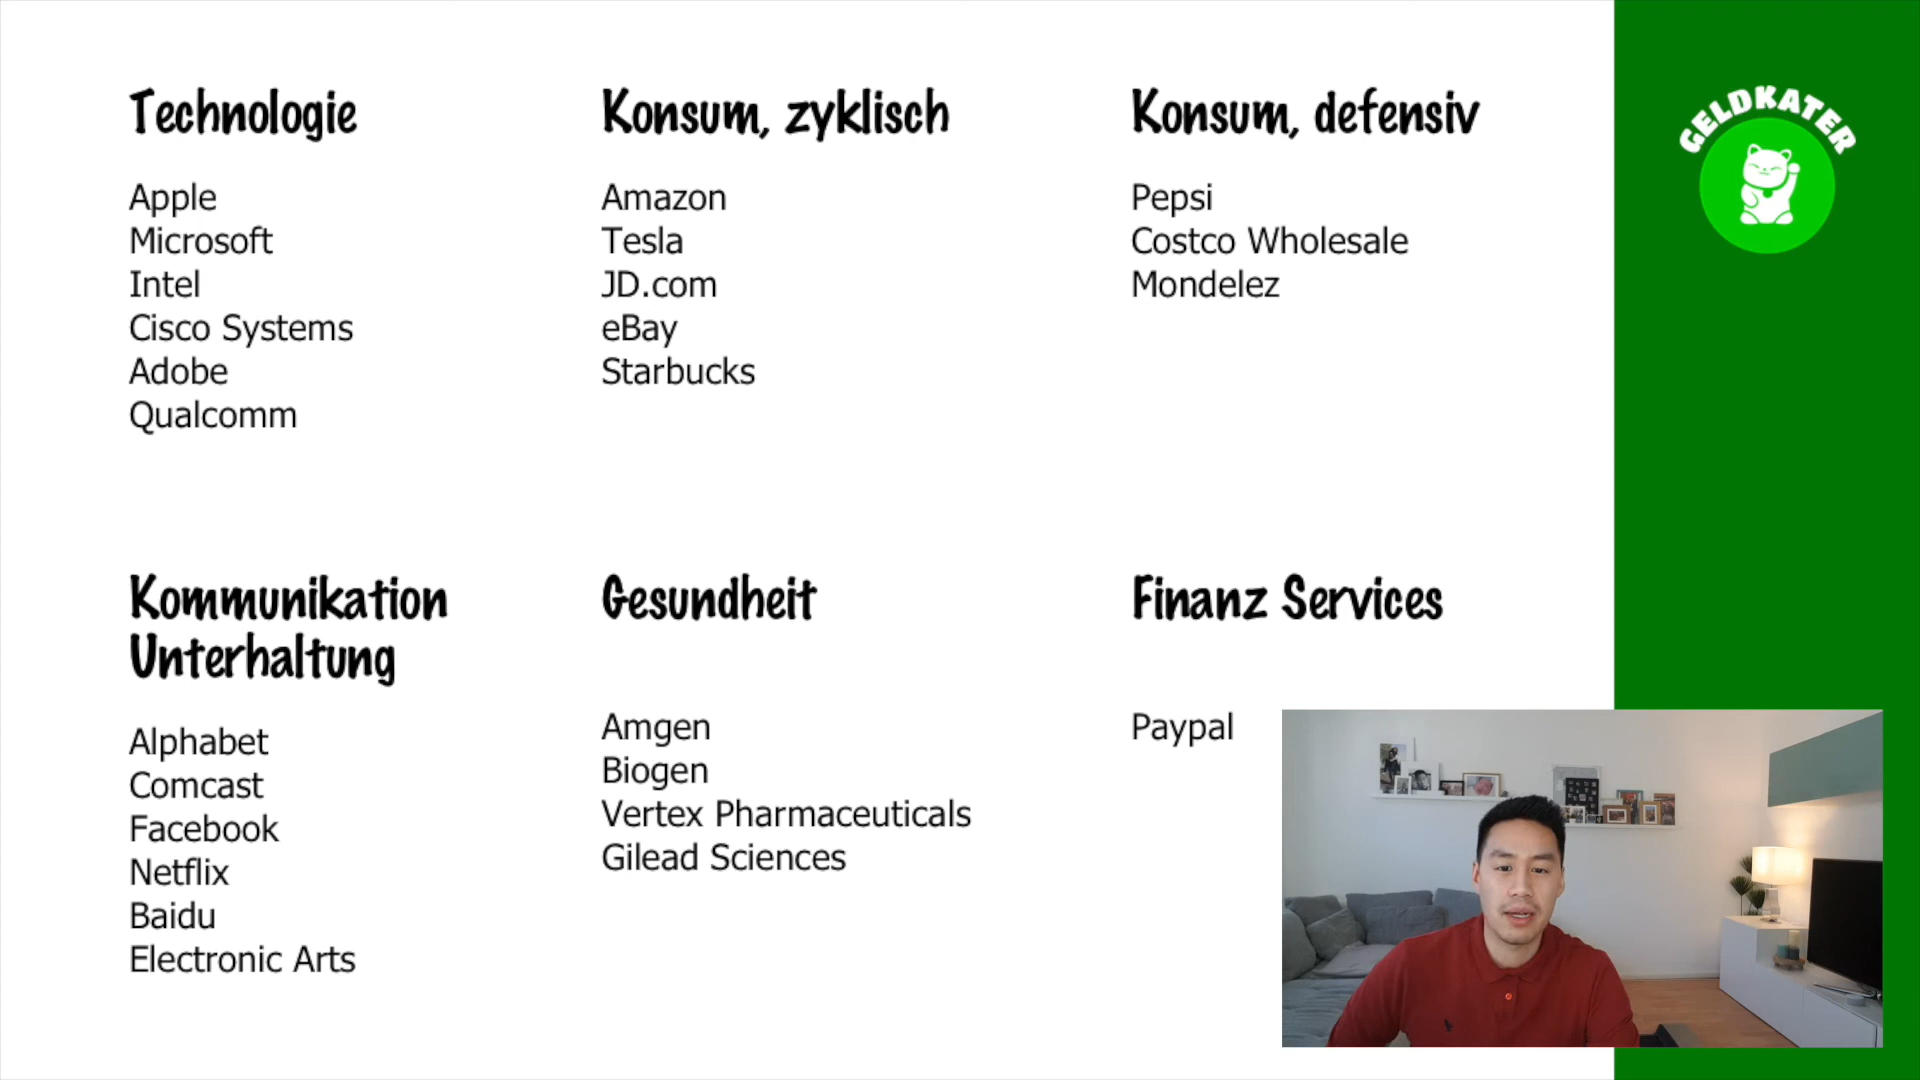 Technologie
Apple
Microsoft
Intel
Cisco Systems
Adobe
Qualcomm
Konsum, zyklisch
Amazon
Tesla
JD.com
eBay
Starbucks
Konsum, defensiv
Pepsi
Costco Wholesale
Mondelez
GELDKATER
Kommunikation
Unterhaltung
Alphabet
Comcast
Facebook
Netflix
Baidu
Electronic Arts
Gesundheit
Amgen
Biogen
Vertex Pharmaceuticals
Gilead Sciences
Finanz Services
Paypal